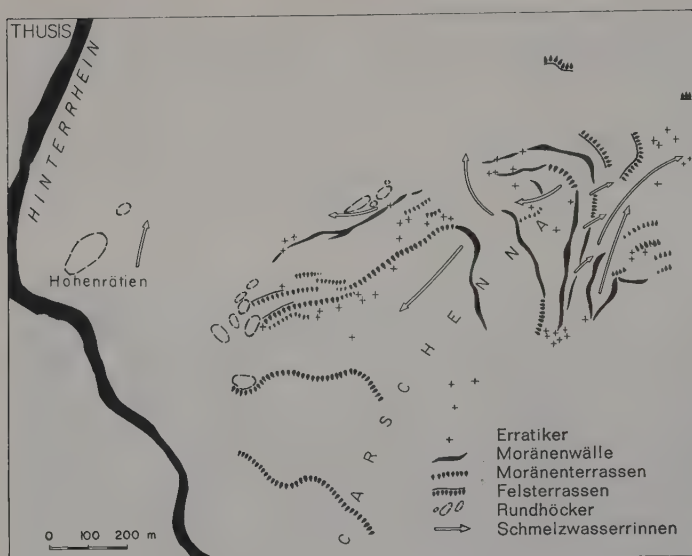 THUSIS
HINTERRHEIN
Hohenrätien
CARSCHENNA
Erratiker
Moränenwälle
Moränenterrassen
Felsterrassen
Rundhöcker
Schmelzwasserrinnen
0 100 200 m